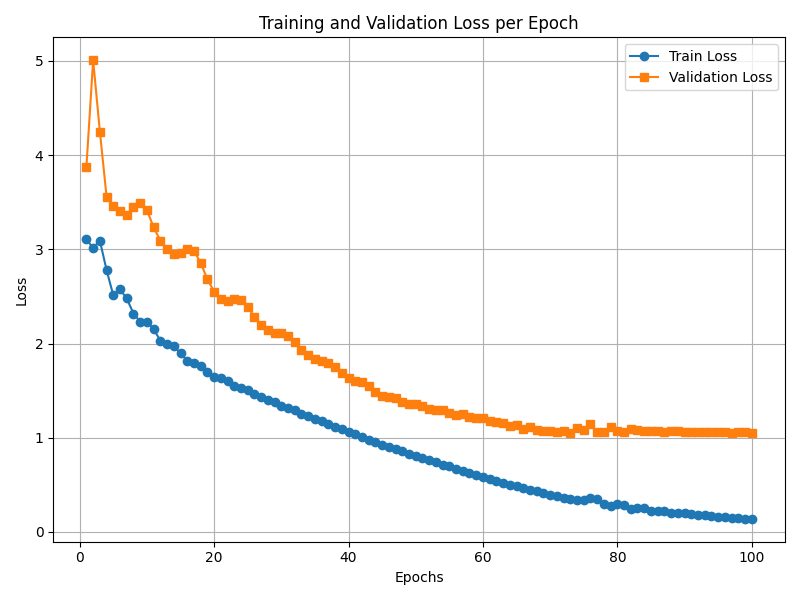 Training and Validation Loss per Epoch
Train Loss
Validation Loss
5
4
3
2
1
0
Loss
0 20 40 60 80 100
Epochs